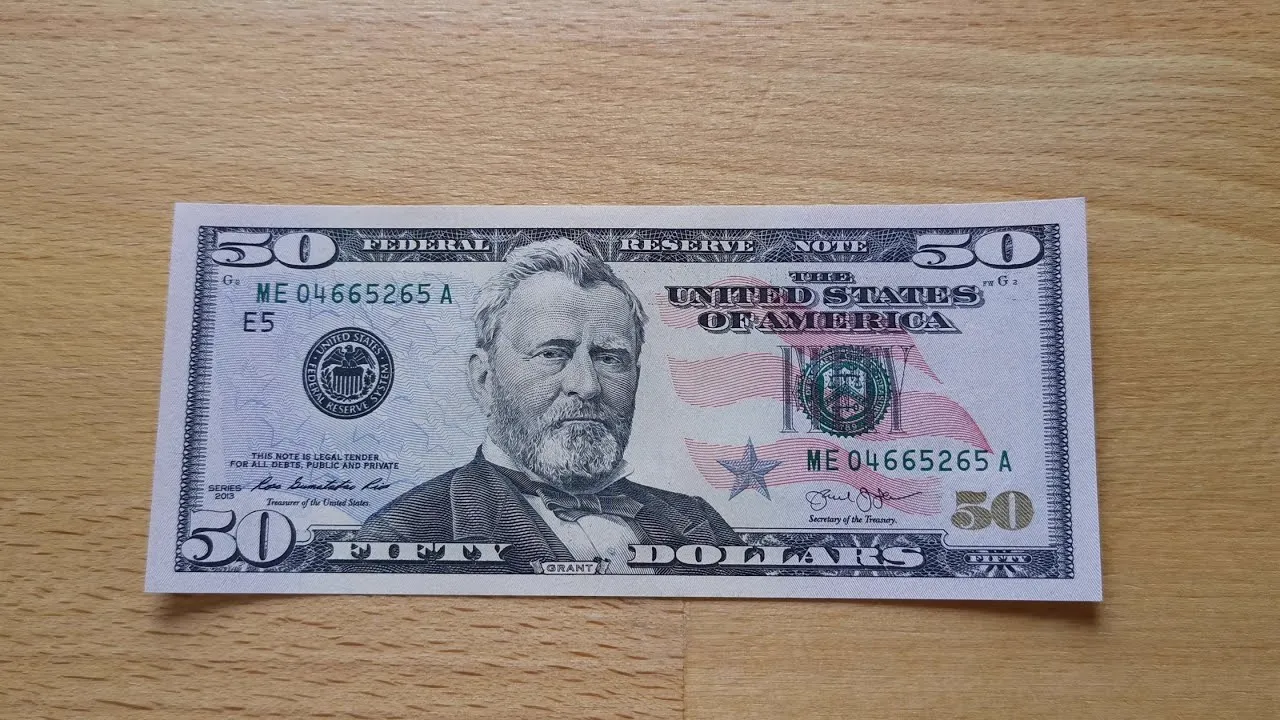 50 FEDERAL RESERVE NOTE 50
THE
UNITED STATES
OF AMERICA
G2
FW G 2
ME 04665265 A
E5
UNITED STATES
FEDERAL RESERVE SYSTEM
FIFTY
THIS NOTE IS LEGAL TENDER
FOR ALL DEBTS, PUBLIC AND PRIVATE
ME 04665265 A
SERIES
2013
Treasurer of the United States.
Secretary of the Treasury.
50
50 FIFTY DOLLARS FIFTY
GRANT